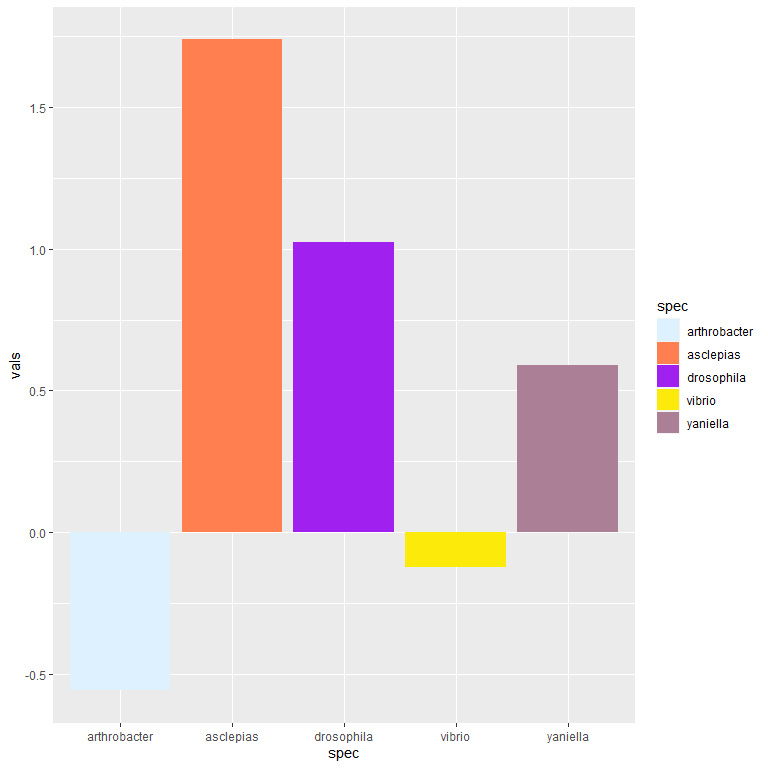 vals
1.5
1.0
0.5
0.0
-0.5
arthrobacter asclepias drosophila vibrio yaniella
spec
spec
arthrobacter
asclepias
drosophila
vibrio
yaniella